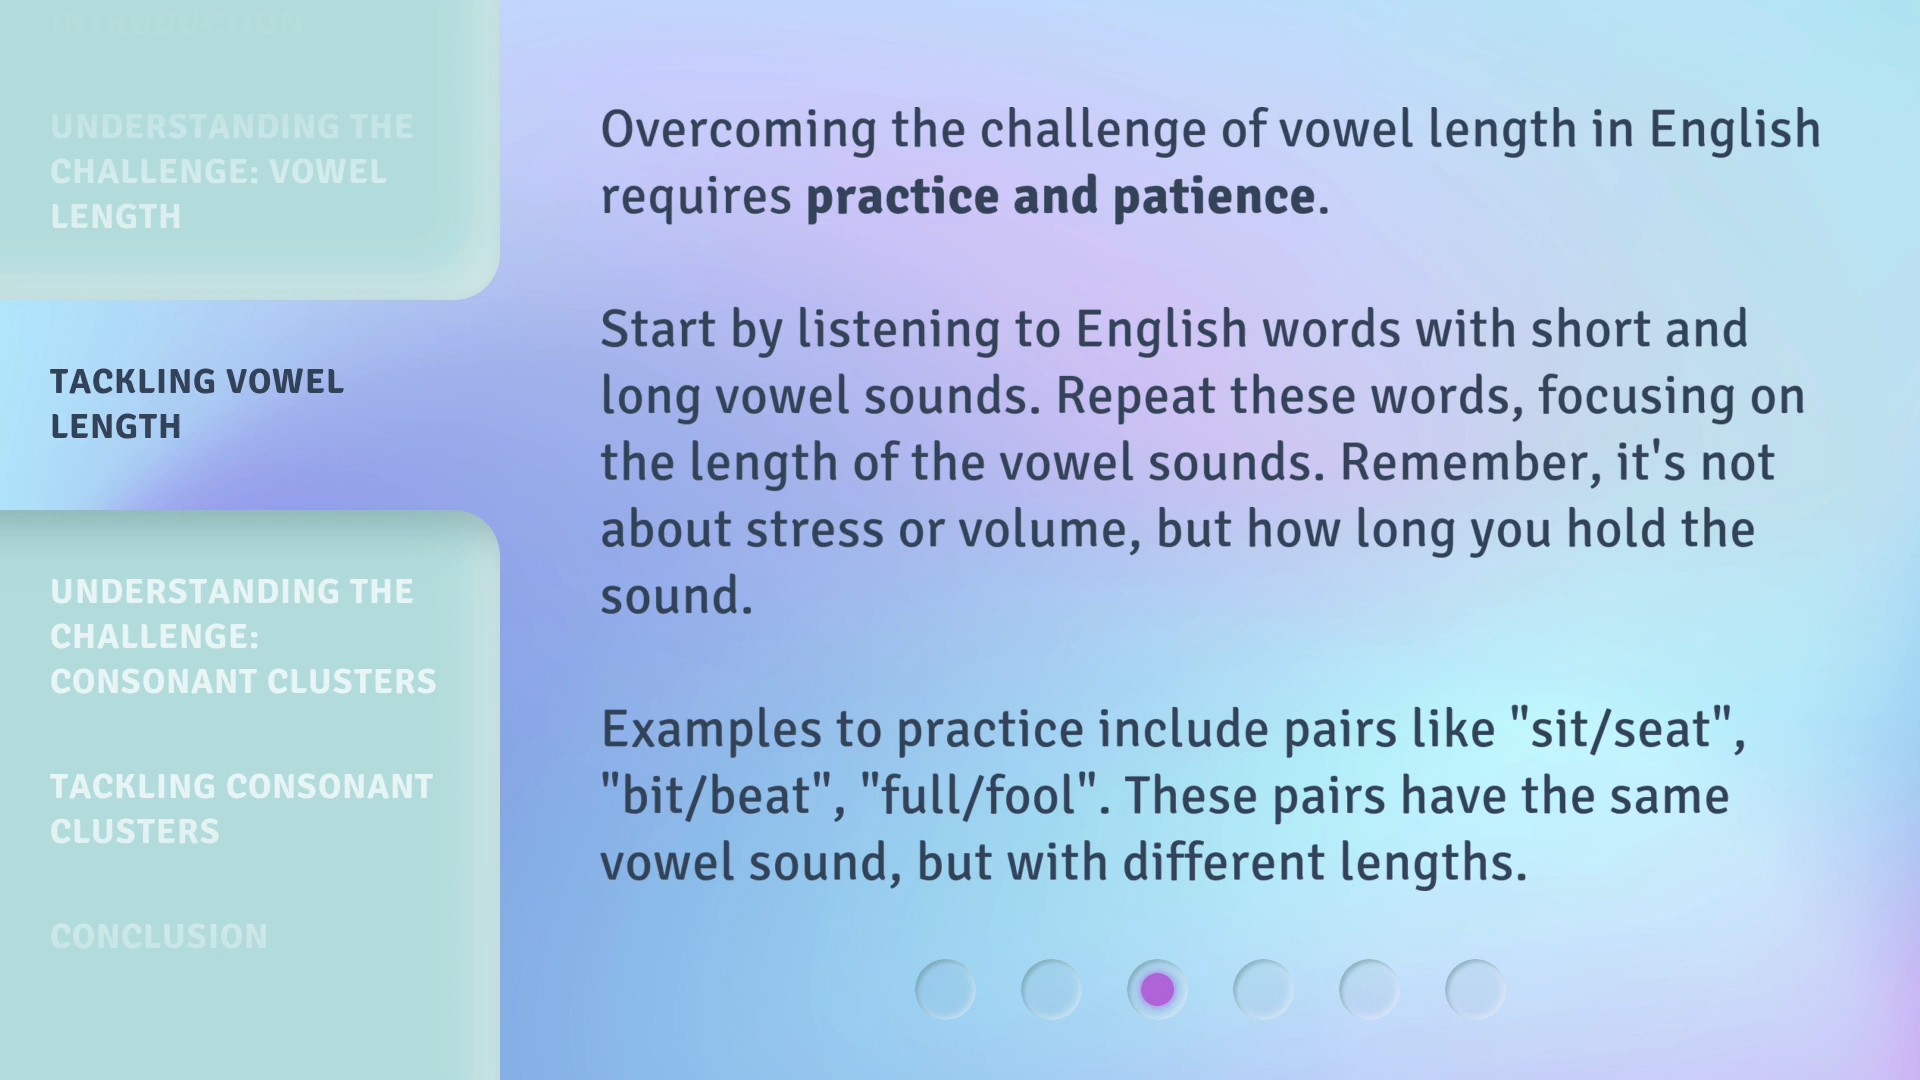 INTRODUCTION
UNDERSTANDING THE
CHALLENGE: VOWEL
LENGTH
TACKLING VOWEL
LENGTH
UNDERSTANDING THE
CHALLENGE:
CONSONANT CLUSTERS
TACKLING CONSONANT
CLUSTERS
CONCLUSION
Overcoming the challenge of vowel length in English
requires practice and patience.
Start by listening to English words with short and
long vowel sounds. Repeat these words, focusing on
the length of the vowel sounds. Remember, it's not
about stress or volume, but how long you hold the
sound.
Examples to practice include pairs like "sit/seat",
"bit/beat", "full/fool". These pairs have the same
vowel sound, but with different lengths.